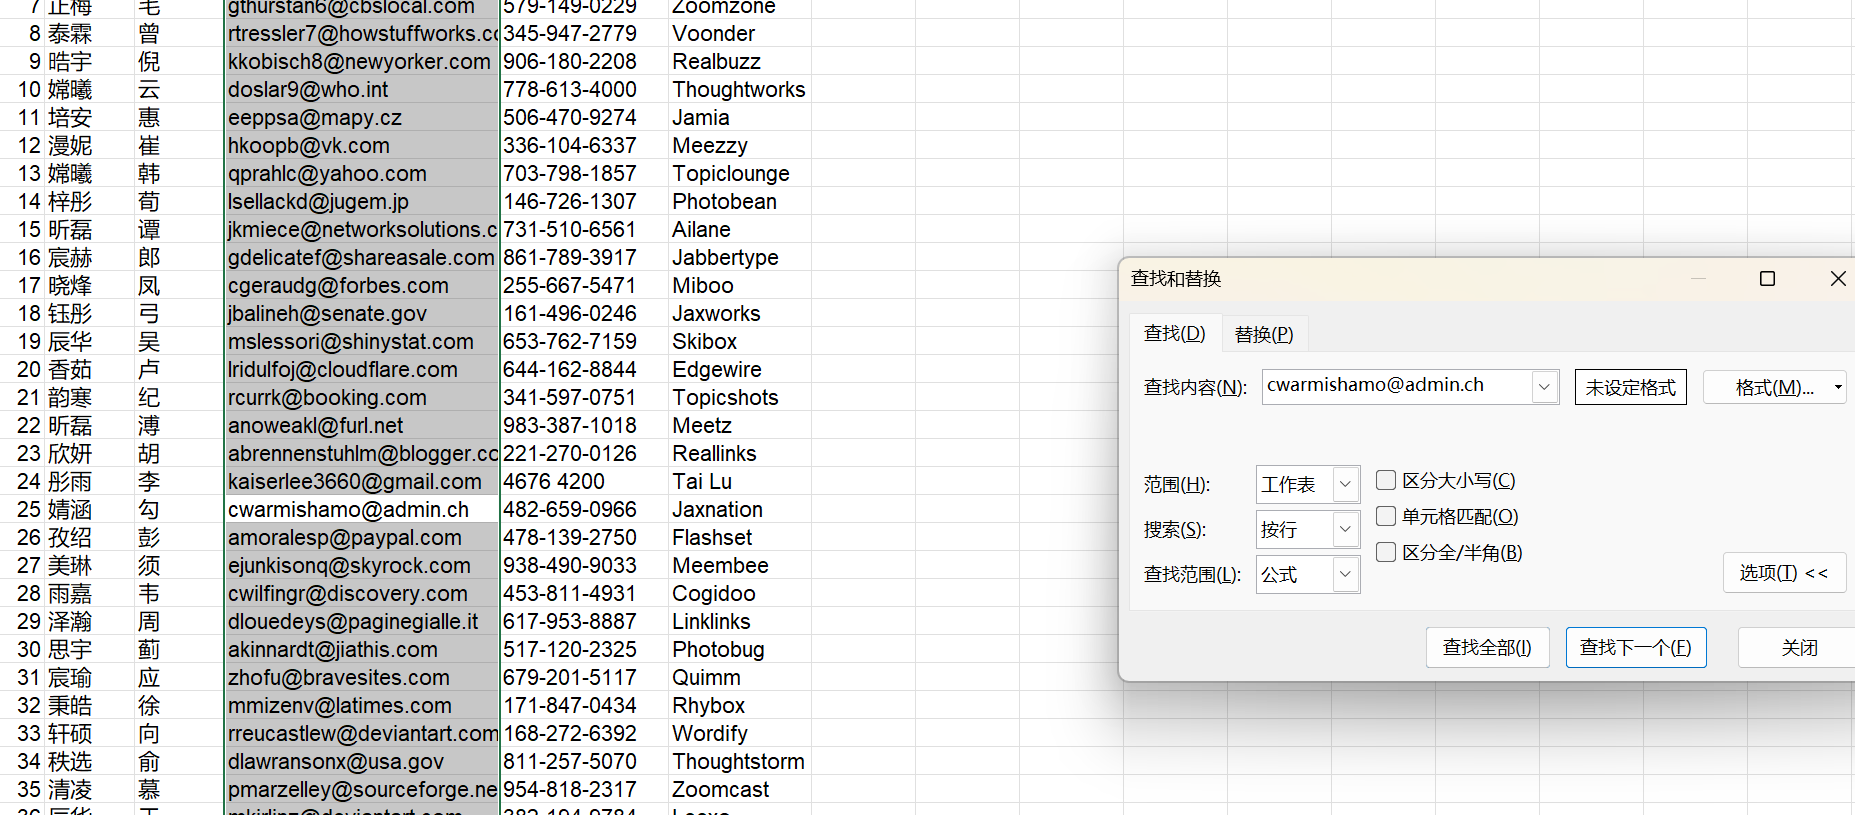 7 正梅 毛 gthurstan6@cbslocal.com 579-149-0229 Zoomzone
8 泰霖 曾 rtressler7@howstuffworks.co 345-947-2779 Voonder
9 晧宇 倪 kkobisch8@newyorker.com 906-180-2208 Realbuzz
10 嫦曦 云 doslar9@who.int 778-613-4000 Thoughtworks
11 培安 惠 eeppsa@mapy.cz 506-470-9274 Jamia
12 漫妮 崔 hkoopb@vk.com 336-104-6337 Meezzy
13 嫦曦 韩 qprahlc@yahoo.com 703-798-1857 Topiclounge
14 梓彤 荀 lsellackd@jugem.jp 146-726-1307 Photobean
15 昕磊 谭 jkmiece@networksolutions.c 731-510-6561 Ailane
16 宸赫 郎 gdelicatef@shareasale.com 861-789-3917 Jabbertype
17 晓烽 凤 cgeraudg@forbes.com 255-667-5471 Miboo
18 钰彤 弓 jbalineh@senate.gov 161-496-0246 Jaxworks
19 辰华 吴 mslessori@shinystat.com 653-762-7159 Skibox
20 香茹 卢 lridulfoj@cloudflare.com 644-162-8844 Edgewire
21 韵寒 纪 rcurrk@booking.com 341-597-0751 Topicshots
22 昕磊 溥 anoweakl@furl.net 983-387-1018 Meetz
23 欣妍 胡 abrennenstuhlm@blogger.co 221-270-0126 Reallinks
24 彤雨 李 kaiserlee3660@gmail.com 4676 4200 Tai Lu
25 婧涵 勾 cwarmishamo@admin.ch 482-659-0966 Jaxnation
26 孜绍 彭 amoralesp@paypal.com 478-139-2750 Flashset
27 美琳 须 ejunkisonq@skyrock.com 938-490-9033 Meembee
28 雨嘉 韦 cwilfingr@discovery.com 453-811-4931 Cogidoo
29 泽瀚 周 dlouedeys@paginegialle.it 617-953-8887 Linklinks
30 思宇 蓟 akinnardt@jiathis.com 517-120-2325 Photobug
31 宸瑜 应 zhofu@bravesites.com 679-201-5117 Quimm
32 秉皓 徐 mmizenv@latimes.com 171-847-0434 Rhybox
33 轩硕 向 rreucastlew@deviantart.com 168-272-6392 Wordify
34 秩选 俞 dlawransonx@usa.gov 811-257-5070 Thoughtstorm
35 清凌 慕 pmarzelley@sourceforge.ne 954-818-2317 Zoomcast
查找和替换
查找(D) 替换(P)
查找内容(N): cwarmishamo@admin.ch 未设定格式 格式(M)...
范围(H): 工作表 区分大小写(C)
搜索(S): 按行 单元格匹配(O)
查找范围(L): 公式 区分全/半角(B)
选项(T) <<
查找全部(I) 查找下一个(F) 关闭